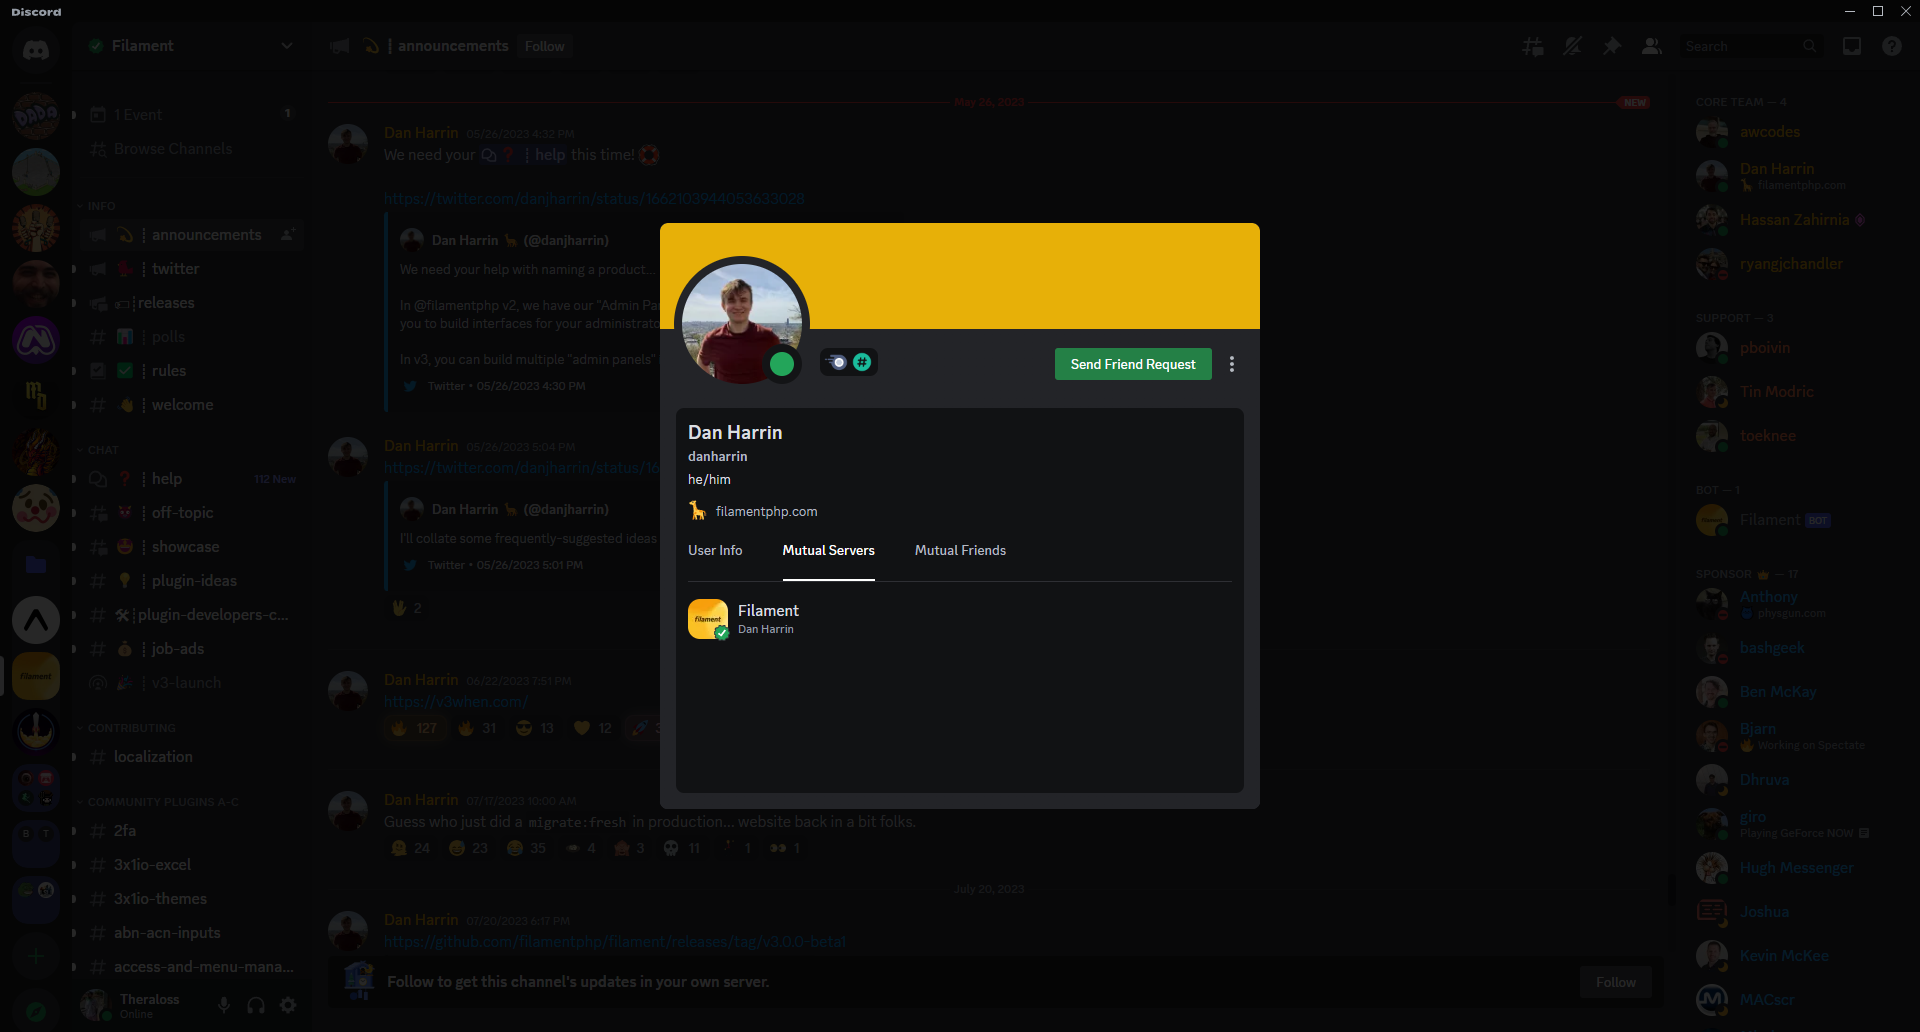 Discord
Filament
announcements
Follow
Search
1 Event
1
Browse Channels
INFO
announcements
twitter
releases
polls
rules
welcome
CHAT
help
112 New
off-topic
showcase
plugin-ideas
plugin-developers-c...
job-ads
v3-launch
CONTRIBUTING
localization
COMMUNITY PLUGINS A-C
2fa
3x1io-excel
3x1io-themes
abn-acn-inputs
access-and-menu-mana...
Theraloss
Online
May 26, 2023
NEW
Dan Harrin 05/26/2023 4:32 PM
We need your help this time!
https://twitter.com/danjharrin/status/1662103944053633028
Dan Harrin (@danjharrin)
We need your help with naming a product...
In @filamentphp v2, we have our "Admin Pa
you to build interfaces for your administrato
In v3, you can build multiple "admin panels"
Twitter • 05/26/2023 4:30 PM
Dan Harrin 05/26/2023 5:04 PM
https://twitter.com/danjharrin/status/16
Dan Harrin (@danjharrin)
I'll collate some frequently-suggested ideas
Twitter • 05/26/2023 5:01 PM
2
Dan Harrin 06/22/2023 7:51 PM
https://v3when.com/
127 31 13 12 3
Dan Harrin 07/17/2023 10:00 AM
Guess who just did a migrate:fresh in production... website back in a bit folks.
24 23 35 4 3 11 1 1
July 20, 2023
Dan Harrin 07/20/2023 6:17 PM
https://github.com/filamentphp/filament/releases/tag/v3.0.0-beta1
Follow to get this channel's updates in your own server.
Follow
Send Friend Request
Dan Harrin
danharrin
he/him
filamentphp.com
User Info
Mutual Servers
Mutual Friends
filament
Filament
Dan Harrin
CORE TEAM — 4
awcodes
Dan Harrin
filamentphp.com
Hassan Zahirnia
ryangjchandler
SUPPORT — 3
pboivin
Tin Modric
toeknee
BOT — 1
Filament BOT
SPONSOR — 17
Anthony
physgun.com
bashgeek
Ben McKay
Bjarn
Working on Spectate
Dhruva
giro
Playing GeForce NOW
Hugh Messenger
Joshua
Kevin McKee
MACscr